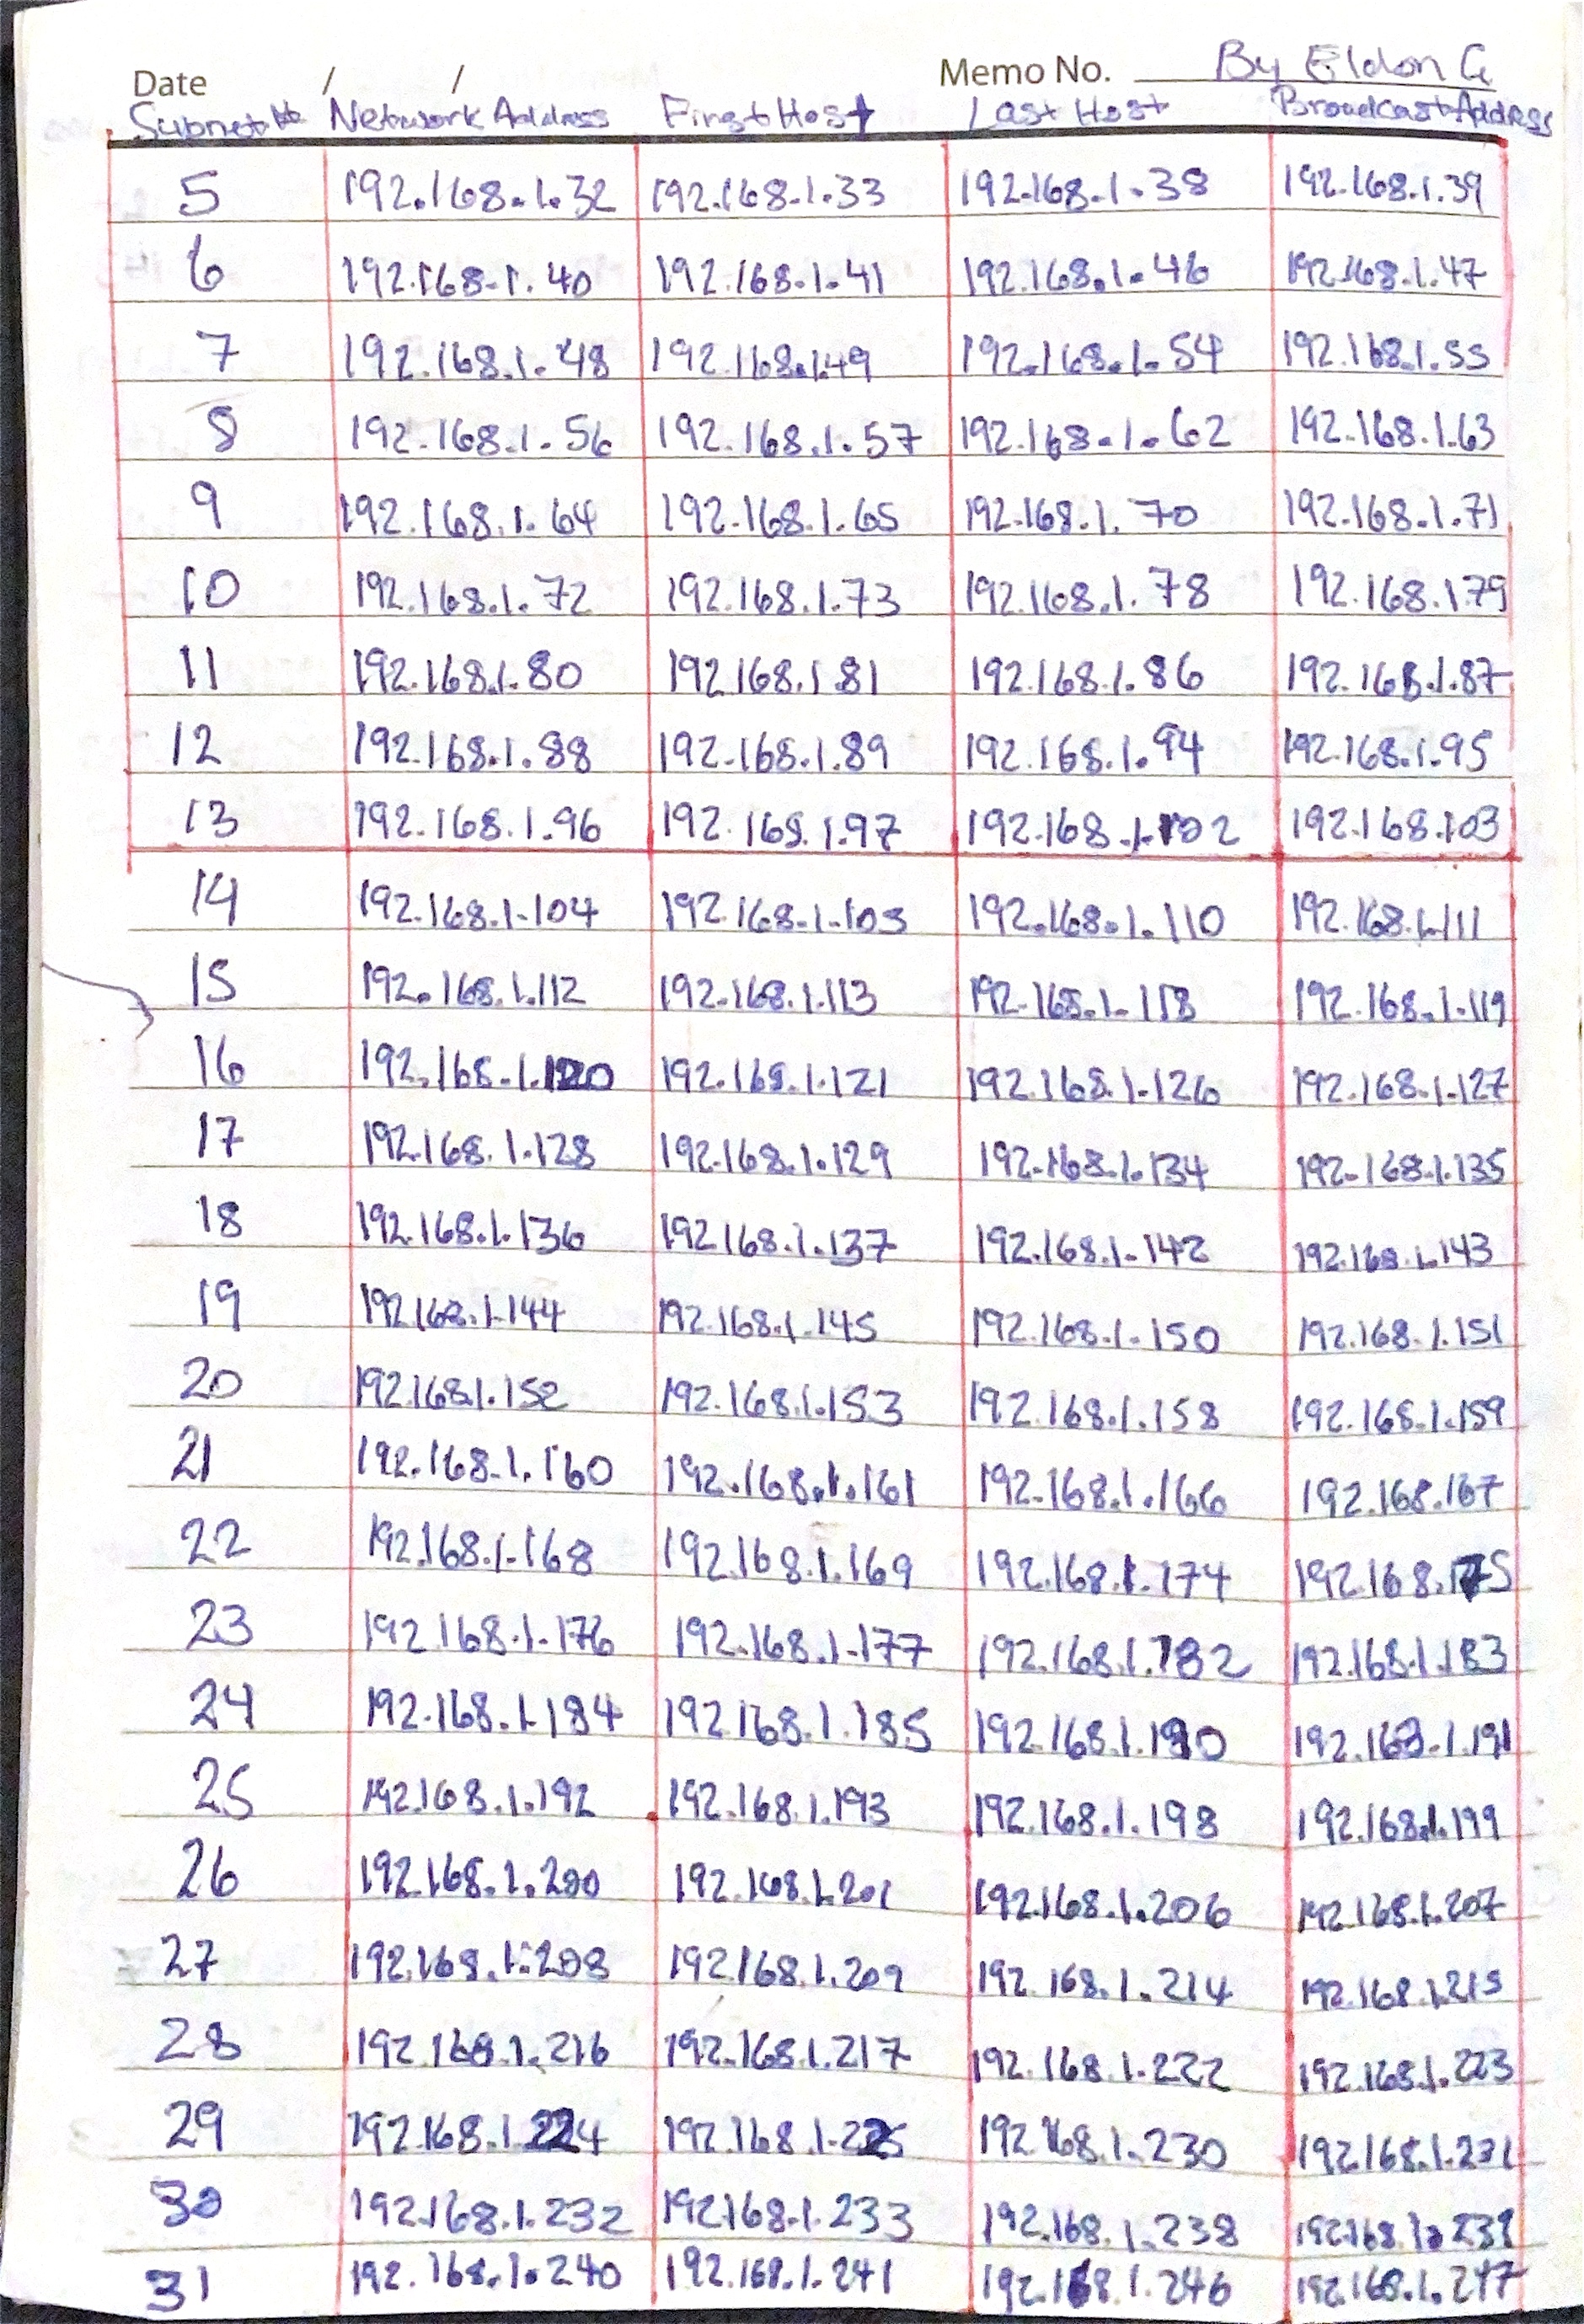 Date / / Memo No. By Eldon G
Subnet # Network Address First Host Last Host Broadcast Address
5 192.168.1.32 192.168.1.33 192.168.1.38 192.168.1.39
6 192.168.1.40 192.168.1.41 192.168.1.46 192.168.1.47
7 192.168.1.48 192.168.1.49 192.168.1.54 192.168.1.55
8 192.168.1.56 192.168.1.57 192.168.1.62 192.168.1.63
9 192.168.1.64 192.168.1.65 192.168.1.70 192.168.1.71
10 192.168.1.72 192.168.1.73 192.168.1.78 192.168.179
11 192.168.1.80 192.168.1.81 192.168.1.86 192.168.1.87
12 192.168.1.88 192.168.1.89 192.168.1.94 192.168.1.95
13 192.168.1.96 192.168.1.97 192.168.1.102 192.168.103
14 192.168.1.104 192.168.1.105 192.168.1.110 192.168.1.111
15 192.168.1.112 192.168.1.113 192.168.1.118 192.168.1.119
16 192.168.1.120 192.168.1.121 192.168.1.126 192.168.1.127
17 192.168.1.128 192.168.1.129 192.168.1.134 192.168.1.135
18 192.168.1.136 192.168.1.137 192.168.1.142 192.168.1.143
19 192.168.1.144 192.168.1.145 192.168.1.150 192.168.1.151
20 192.168.1.152 192.168.1.153 192.168.1.158 192.168.1.159
21 192.168.1.160 192.168.1.161 192.168.1.166 192.168.167
22 192.168.1.168 192.168.1.169 192.168.1.174 192.168.175
23 192.168.1.176 192.168.1.177 192.168.1.182 192.168.1.183
24 192.168.1.184 192.168.1.185 192.168.1.190 192.168.1.191
25 192.168.1.192 192.168.1.193 192.168.1.198 192.168.1.199
26 192.168.1.200 192.168.1.201 192.168.1.206 192.168.1.207
27 192.168.1.208 192.168.1.209 192.168.1.214 192.168.1.215
28 192.168.1.216 192.168.1.217 192.168.1.222 192.168.1.223
29 192.168.1.224 192.168.1.225 192.168.1.230 192.168.1.231
30 192.168.1.232 192.168.1.233 192.168.1.238 192.168.1.239
31 192.168.1.240 192.168.1.241 192.168.1.246 192.168.1.247